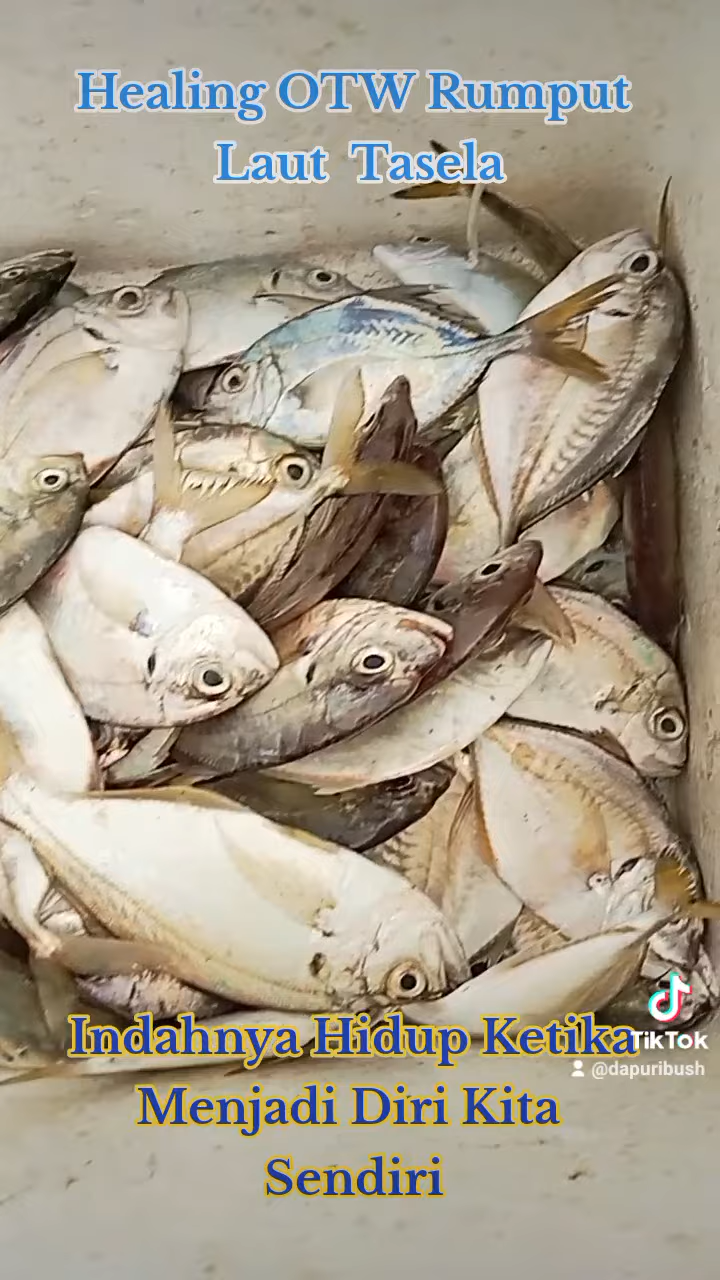 Healing OTW Rumput
Laut Tasela
Indahnya Hidup Ketika
TikTok
@dapuribush
Menjadi Diri Kita
Sendiri